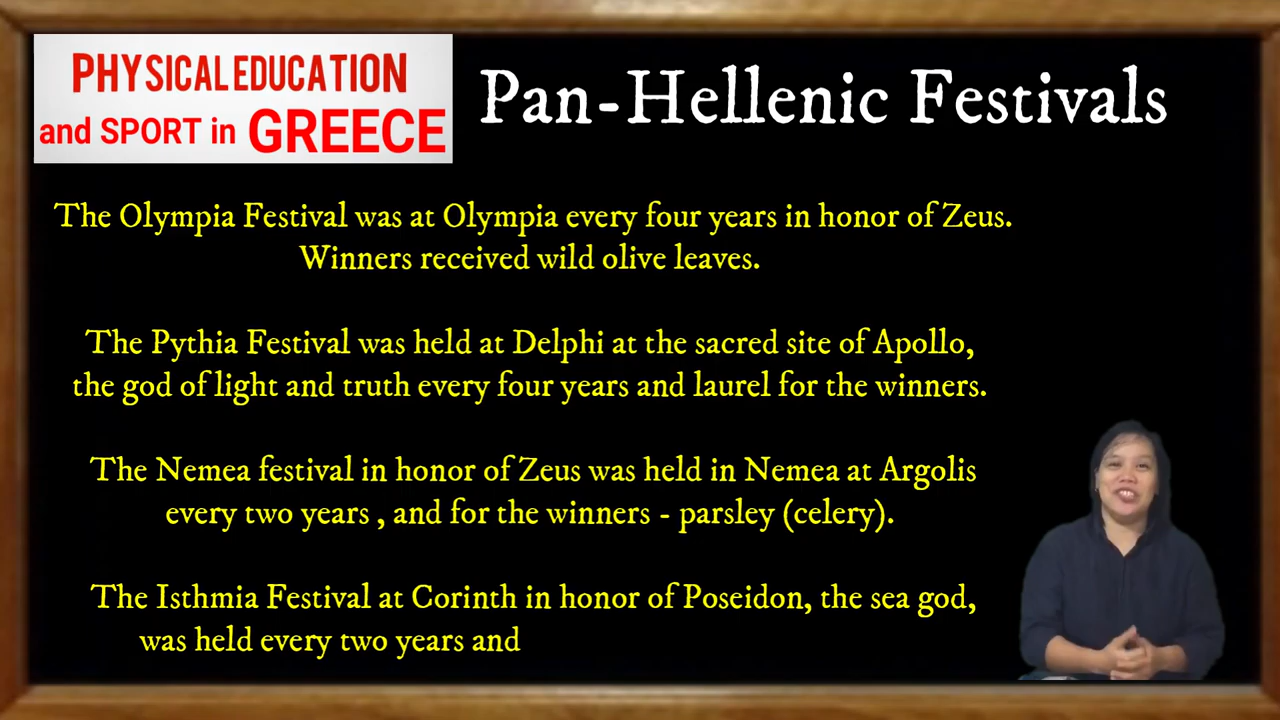 PHYSICAL EDUCATION
and SPORT in GREECE
Pan-Hellenic Festivals
The Olympia Festival was at Olympia every four years in honor of Zeus.
Winners received wild olive leaves.
The Pythia Festival was held at Delphi at the sacred site of Apollo,
the god of light and truth every four years and laurel for the winners.
The Nemea festival in honor of Zeus was held in Nemea at Argolis
every two years , and for the winners - parsley (celery).
The Isthmia Festival at Corinth in honor of Poseidon, the sea god,
was held every two years and